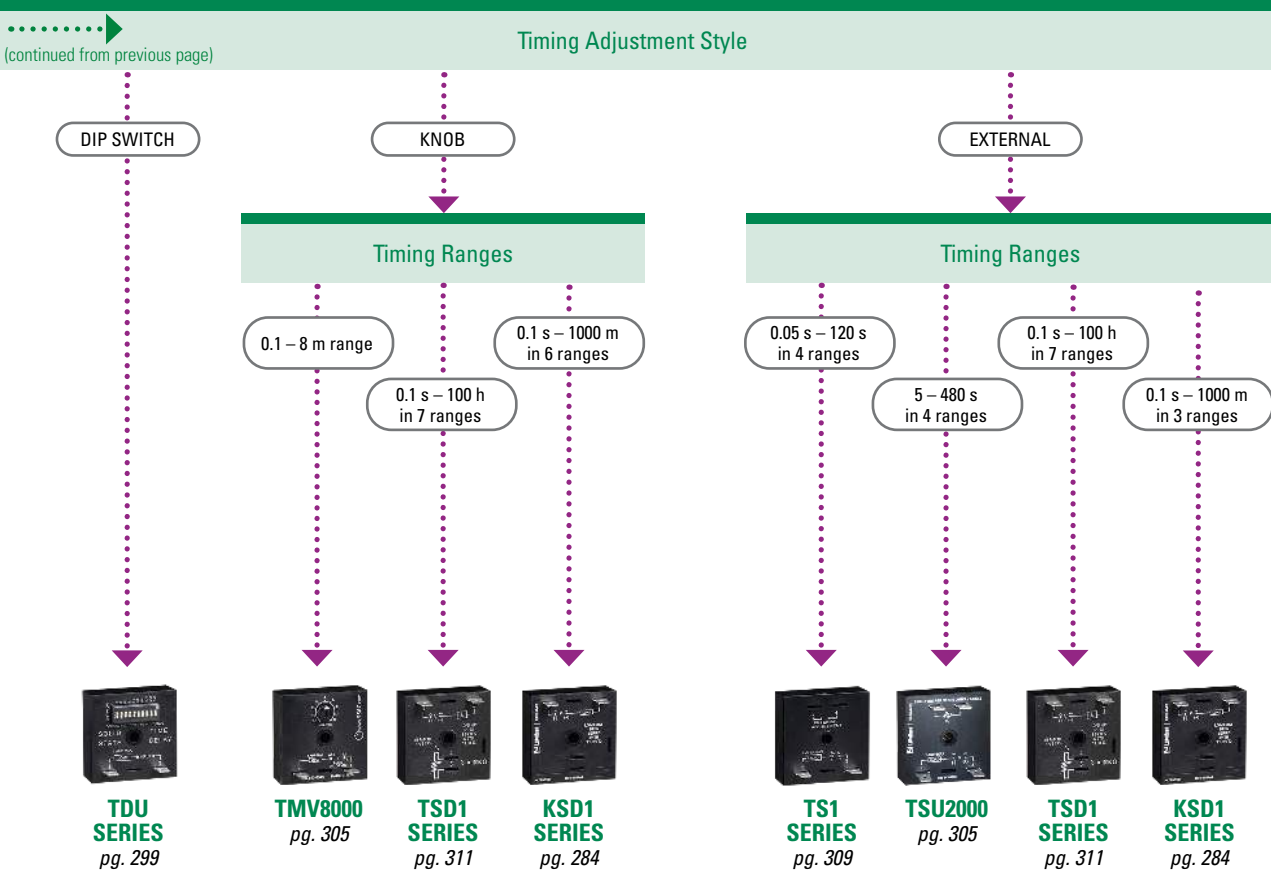 (continued from previous page)
Timing Adjustment Style
DIP SWITCH
KNOB
EXTERNAL
Timing Ranges
Timing Ranges
0.1 – 8 m range
0.1 s – 100 h
in 7 ranges
0.1 s – 1000 m
in 6 ranges
0.05 s – 120 s
in 4 ranges
5 – 480 s
in 4 ranges
0.1 s – 100 h
in 7 ranges
0.1 s – 1000 m
in 3 ranges
SOLID
STATE
TIME
DELAY
TDU
SERIES
pg. 299
TMV8000
pg. 305
TSD1
SERIES
pg. 311
KSD1
SERIES
pg. 284
TS1
SERIES
pg. 309
TSU2000
pg. 305
TSD1
SERIES
pg. 311
KSD1
SERIES
pg. 284